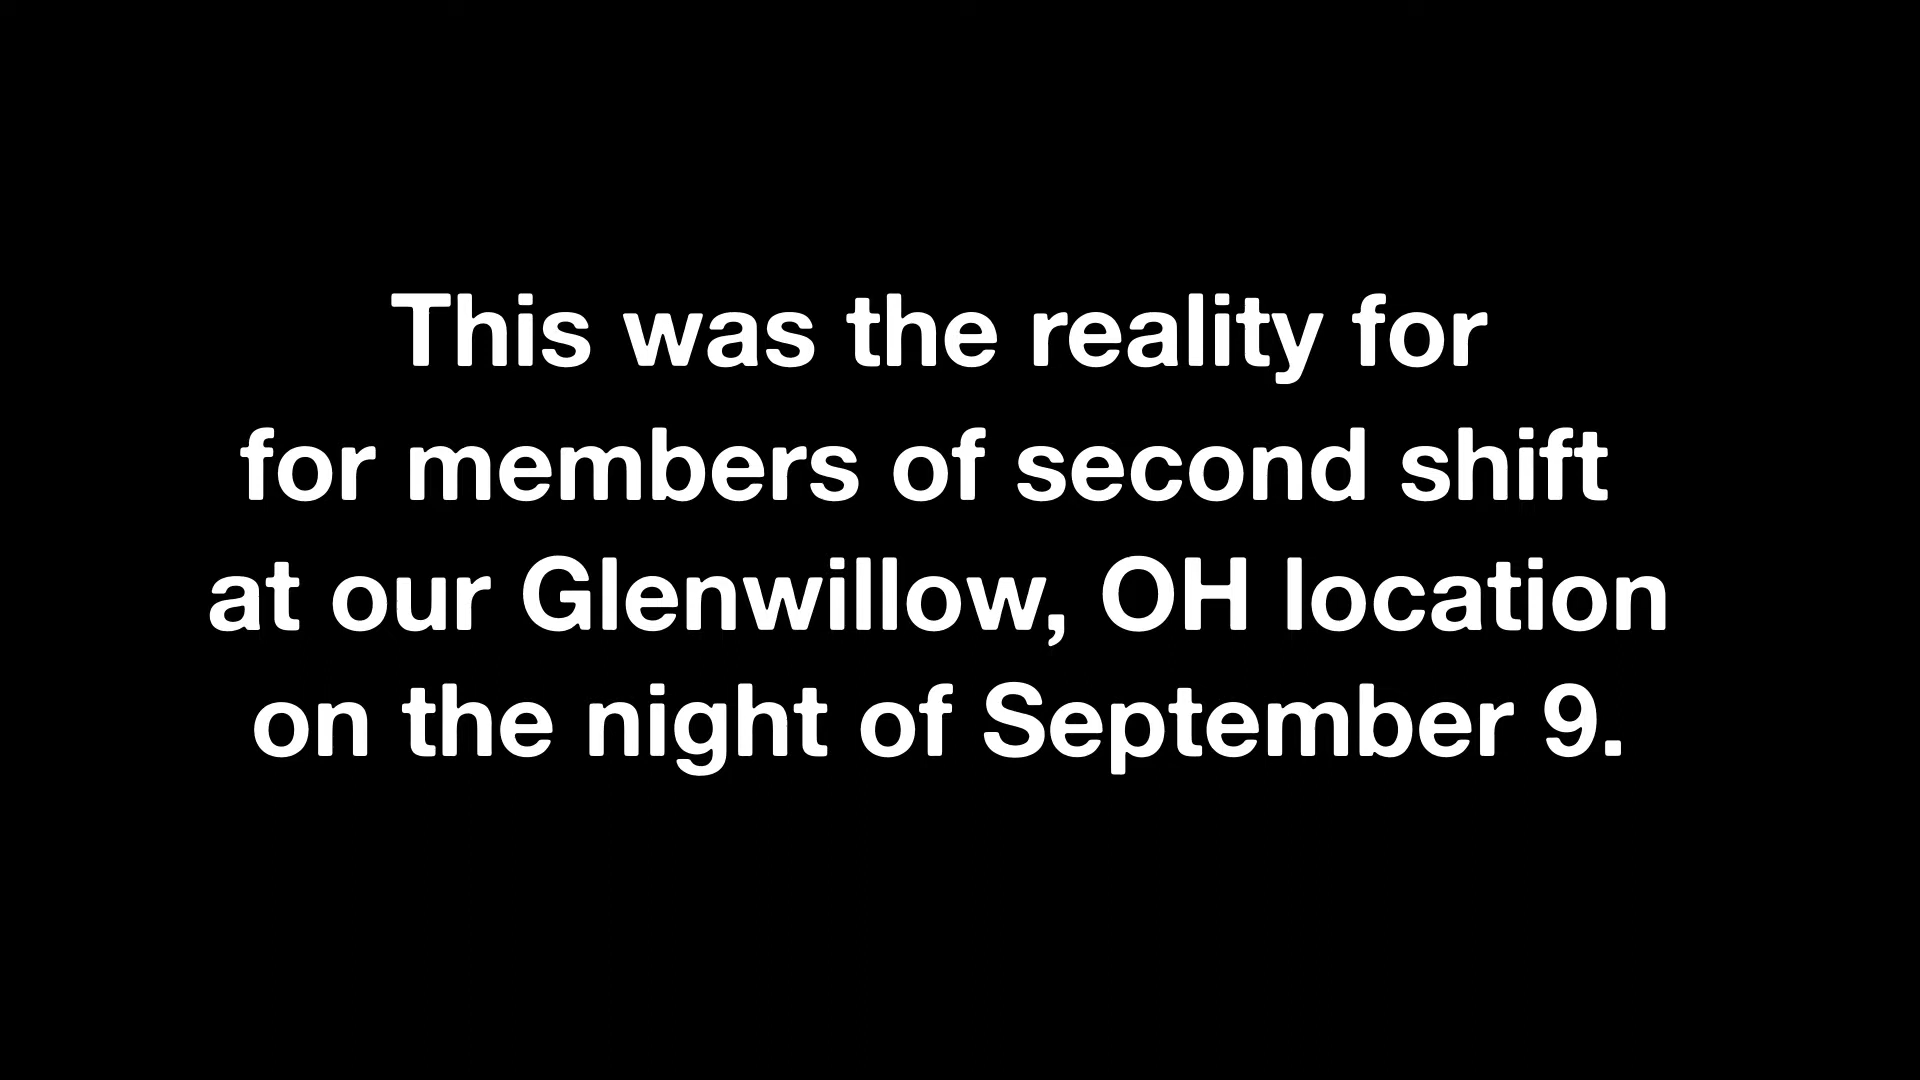 This was the reality for
for members of second shift
at our Glenwillow, OH location
on the night of September 9.